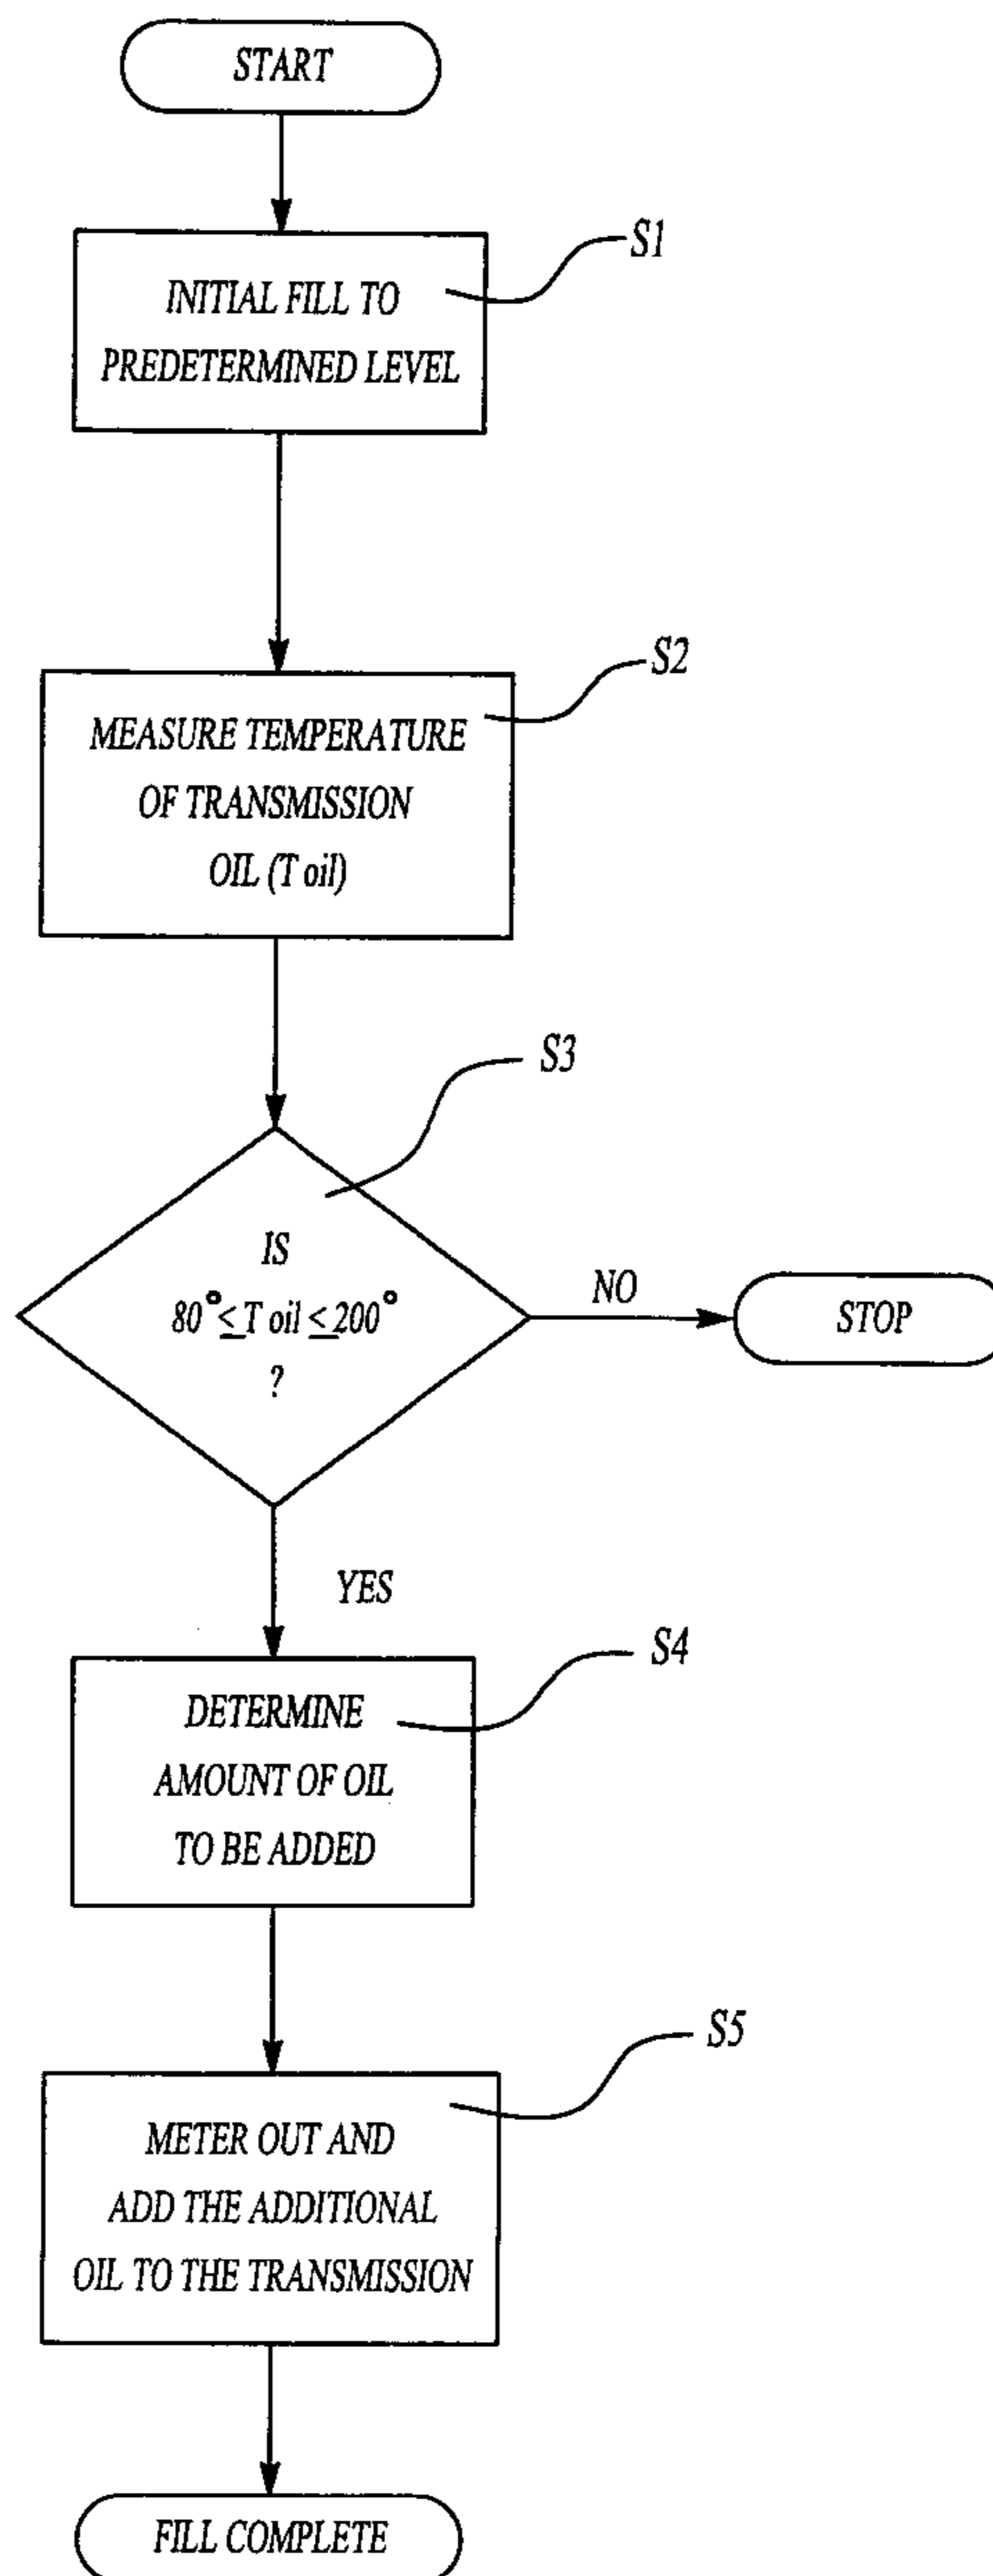 START
S1
INITIAL FILL TO
PREDETERMINED LEVEL
S2
MEASURE TEMPERATURE
OF TRANSMISSION
OIL (T oil)
S3
IS
80° ≤ T oil ≤ 200°
?
NO
STOP
YES
S4
DETERMINE
AMOUNT OF OIL
TO BE ADDED
S5
METER OUT AND
ADD THE ADDITIONAL
OIL TO THE TRANSMISSION
FILL COMPLETE